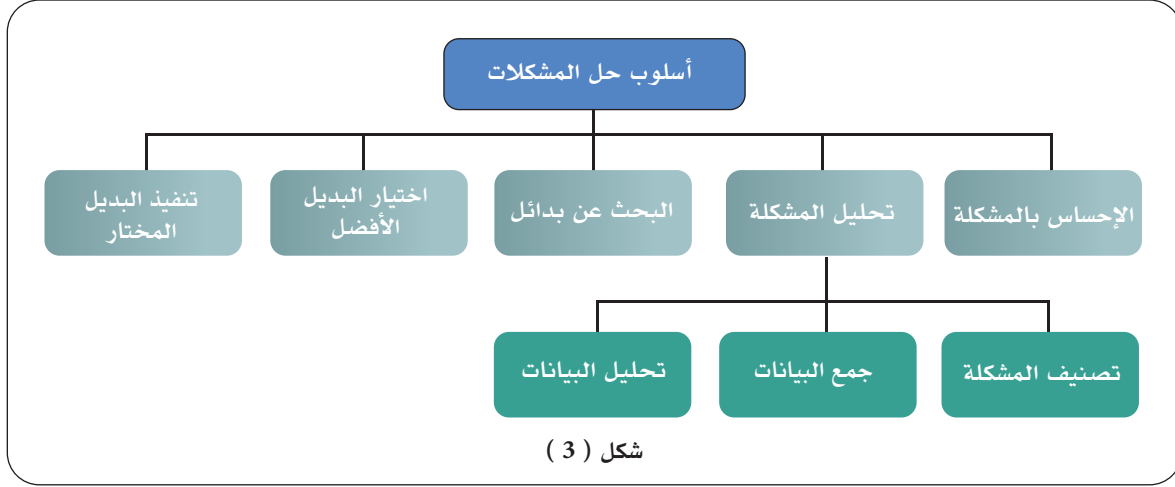 أسلوب حل المشكلات
الإحساس بالمشكلة
تحليل المشكلة
البحث عن بدائل
اختيار البديل
الأفضل
تنفيذ البديل
المختار
تصنيف المشكلة
جمع البيانات
تحليل البيانات
شكل ( 3 )